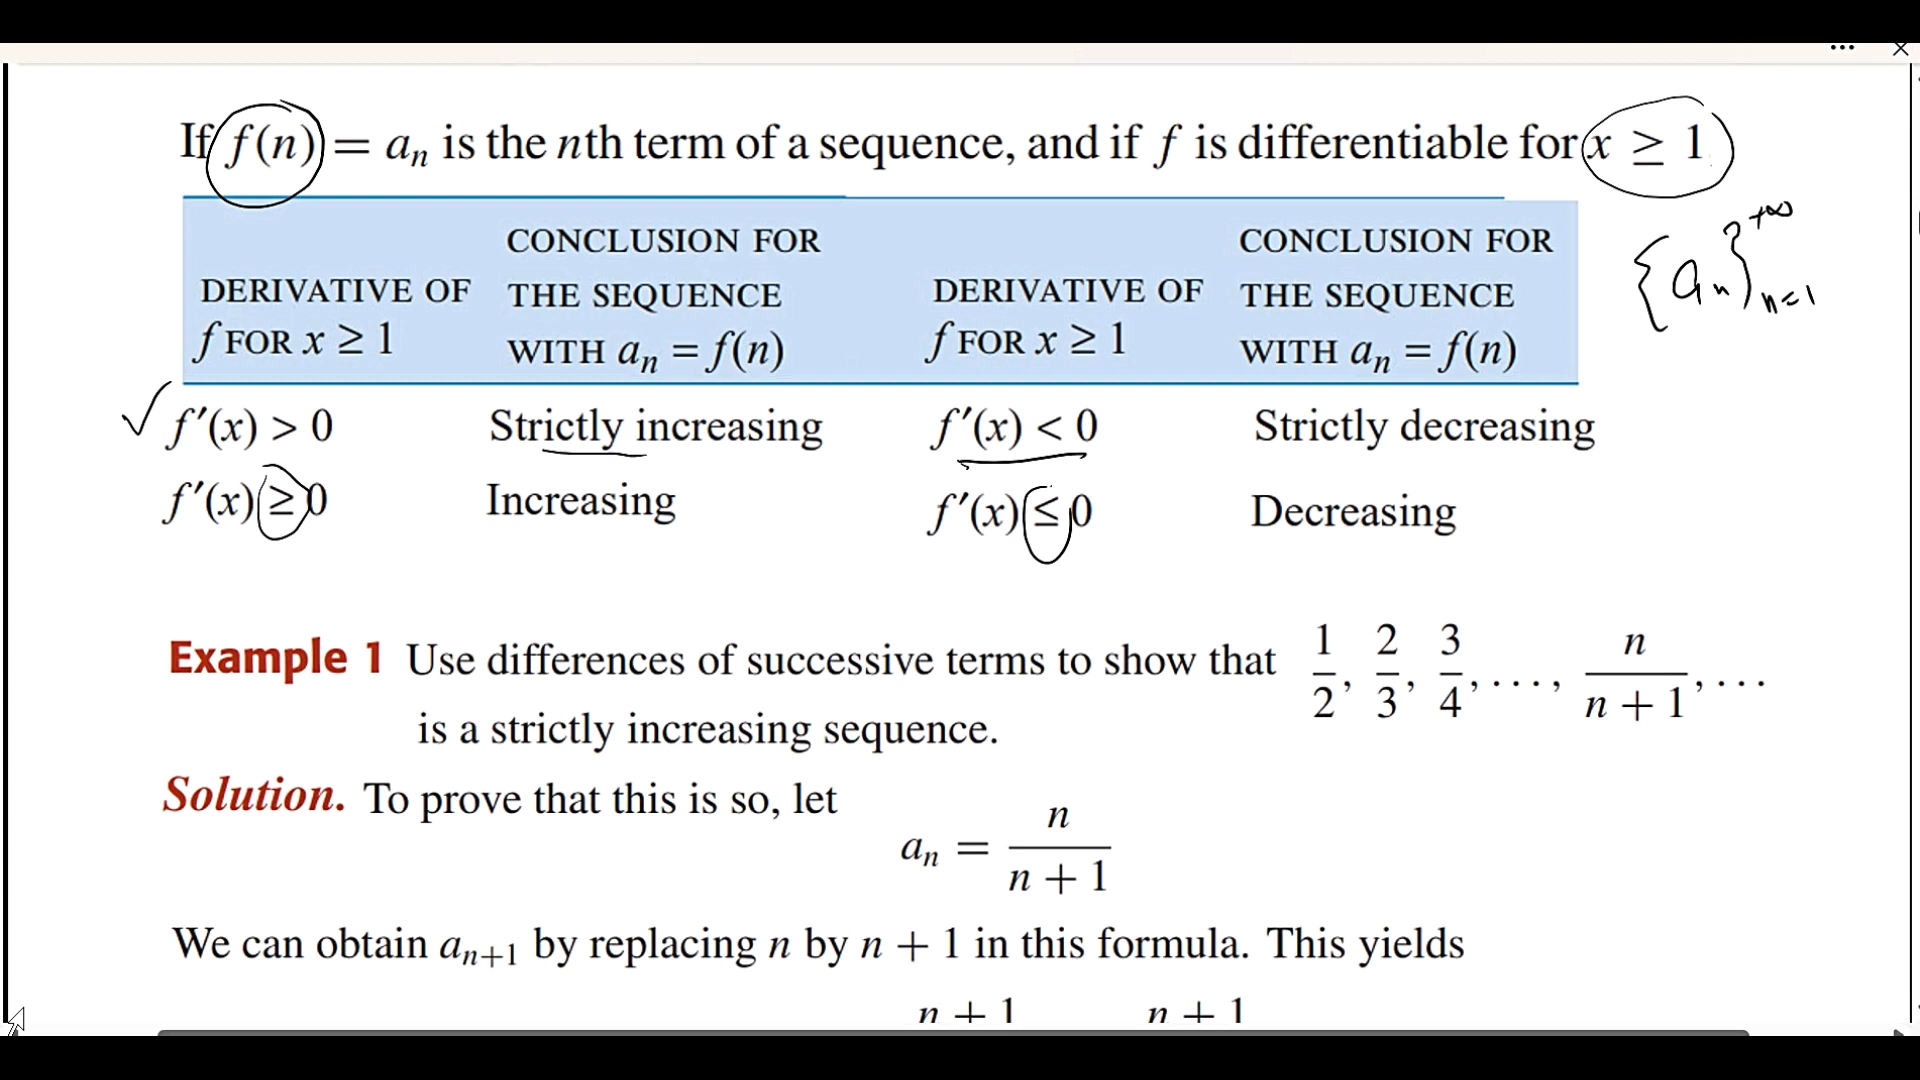 If f(n) = aₙ is the nth term of a sequence, and if f is differentiable for x ≥ 1
{aₙ}ₙ₌₁⁺∞
DERIVATIVE OF f FOR x ≥ 1
CONCLUSION FOR THE SEQUENCE WITH aₙ = f(n)
DERIVATIVE OF f FOR x ≥ 1
CONCLUSION FOR THE SEQUENCE WITH aₙ = f(n)
f′(x) > 0 Strictly increasing f′(x) < 0 Strictly decreasing
f′(x) ≥ 0 Increasing f′(x) ≤ 0 Decreasing
Example 1 Use differences of successive terms to show that 1/2, 2/3, 3/4, . . . , n/(n + 1), . . .
is a strictly increasing sequence.
Solution. To prove that this is so, let
aₙ = n/(n + 1)
We can obtain aₙ₊₁ by replacing n by n + 1 in this formula. This yields
n + 1 n + 1